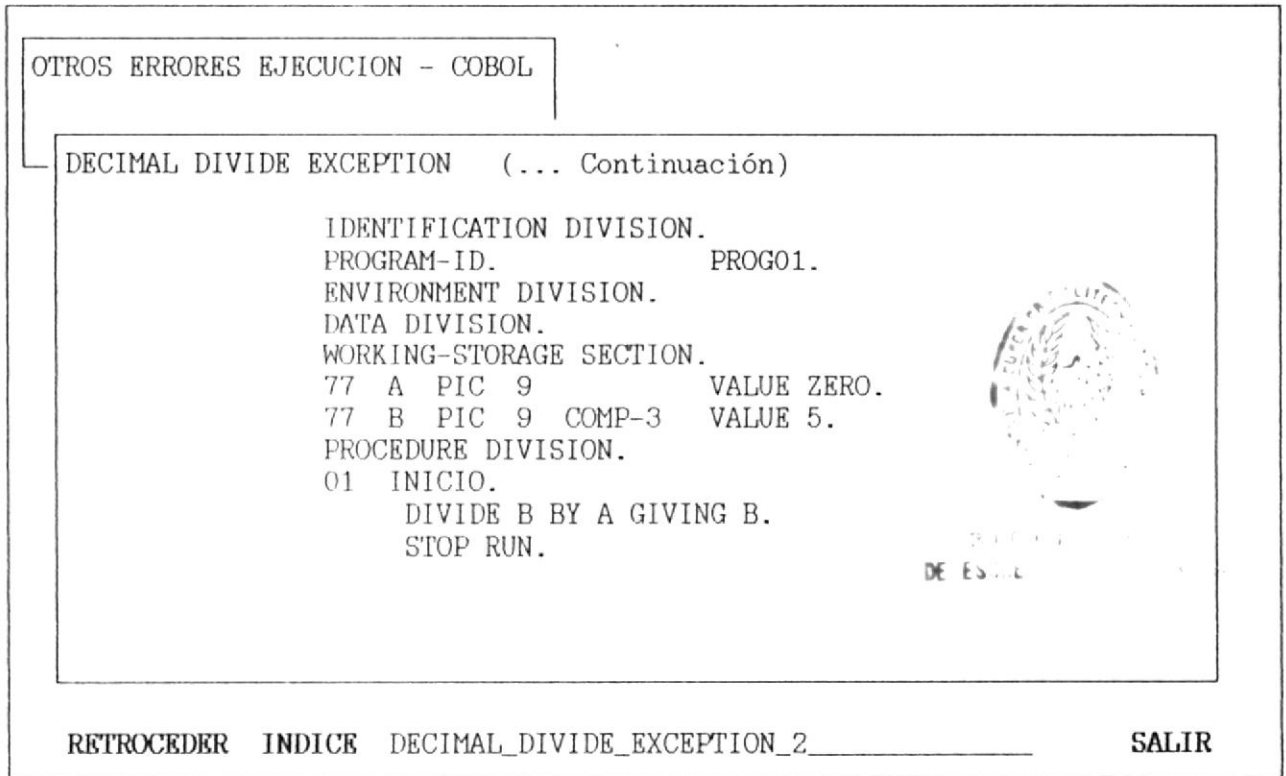 OTROS ERRORES EJECUCION - COBOL
DECIMAL DIVIDE EXCEPTION (... Continuación)
IDENTIFICATION DIVISION.
PROGRAM-ID. PROG01.
ENVIRONMENT DIVISION.
DATA DIVISION.
WORKING-STORAGE SECTION.
77 A PIC 9 VALUE ZERO.
77 B PIC 9 COMP-3 VALUE 5.
PROCEDURE DIVISION.
01 INICIO.
DIVIDE B BY A GIVING B.
STOP RUN.
DE
RETROCEDER INDICE DECIMAL_DIVIDE_EXCEPTION_2______________ SALIR